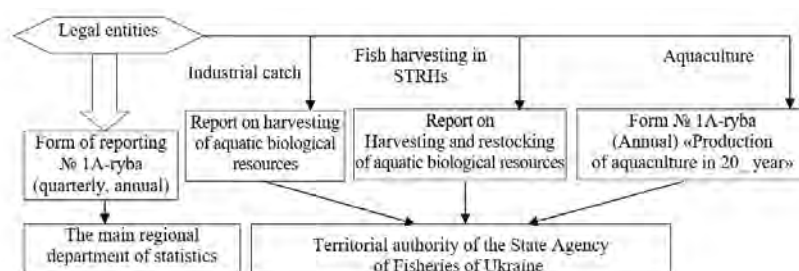 Legal entities
Industrial catch
Fish harvesting in
STRHs
Aquaculture
Form of reporting
№ 1A-ryba
(quarterly, annual)
Report on harvesting
of aquatic biological
resources
Report on
Harvesting and restocking
of aquatic biological resources
Form № 1A-ryba
(Annual) «Production
of aquaculture in 20_ year»
The main regional
department of statistics
Territorial authority of the State Agency
of Fisheries of Ukraine